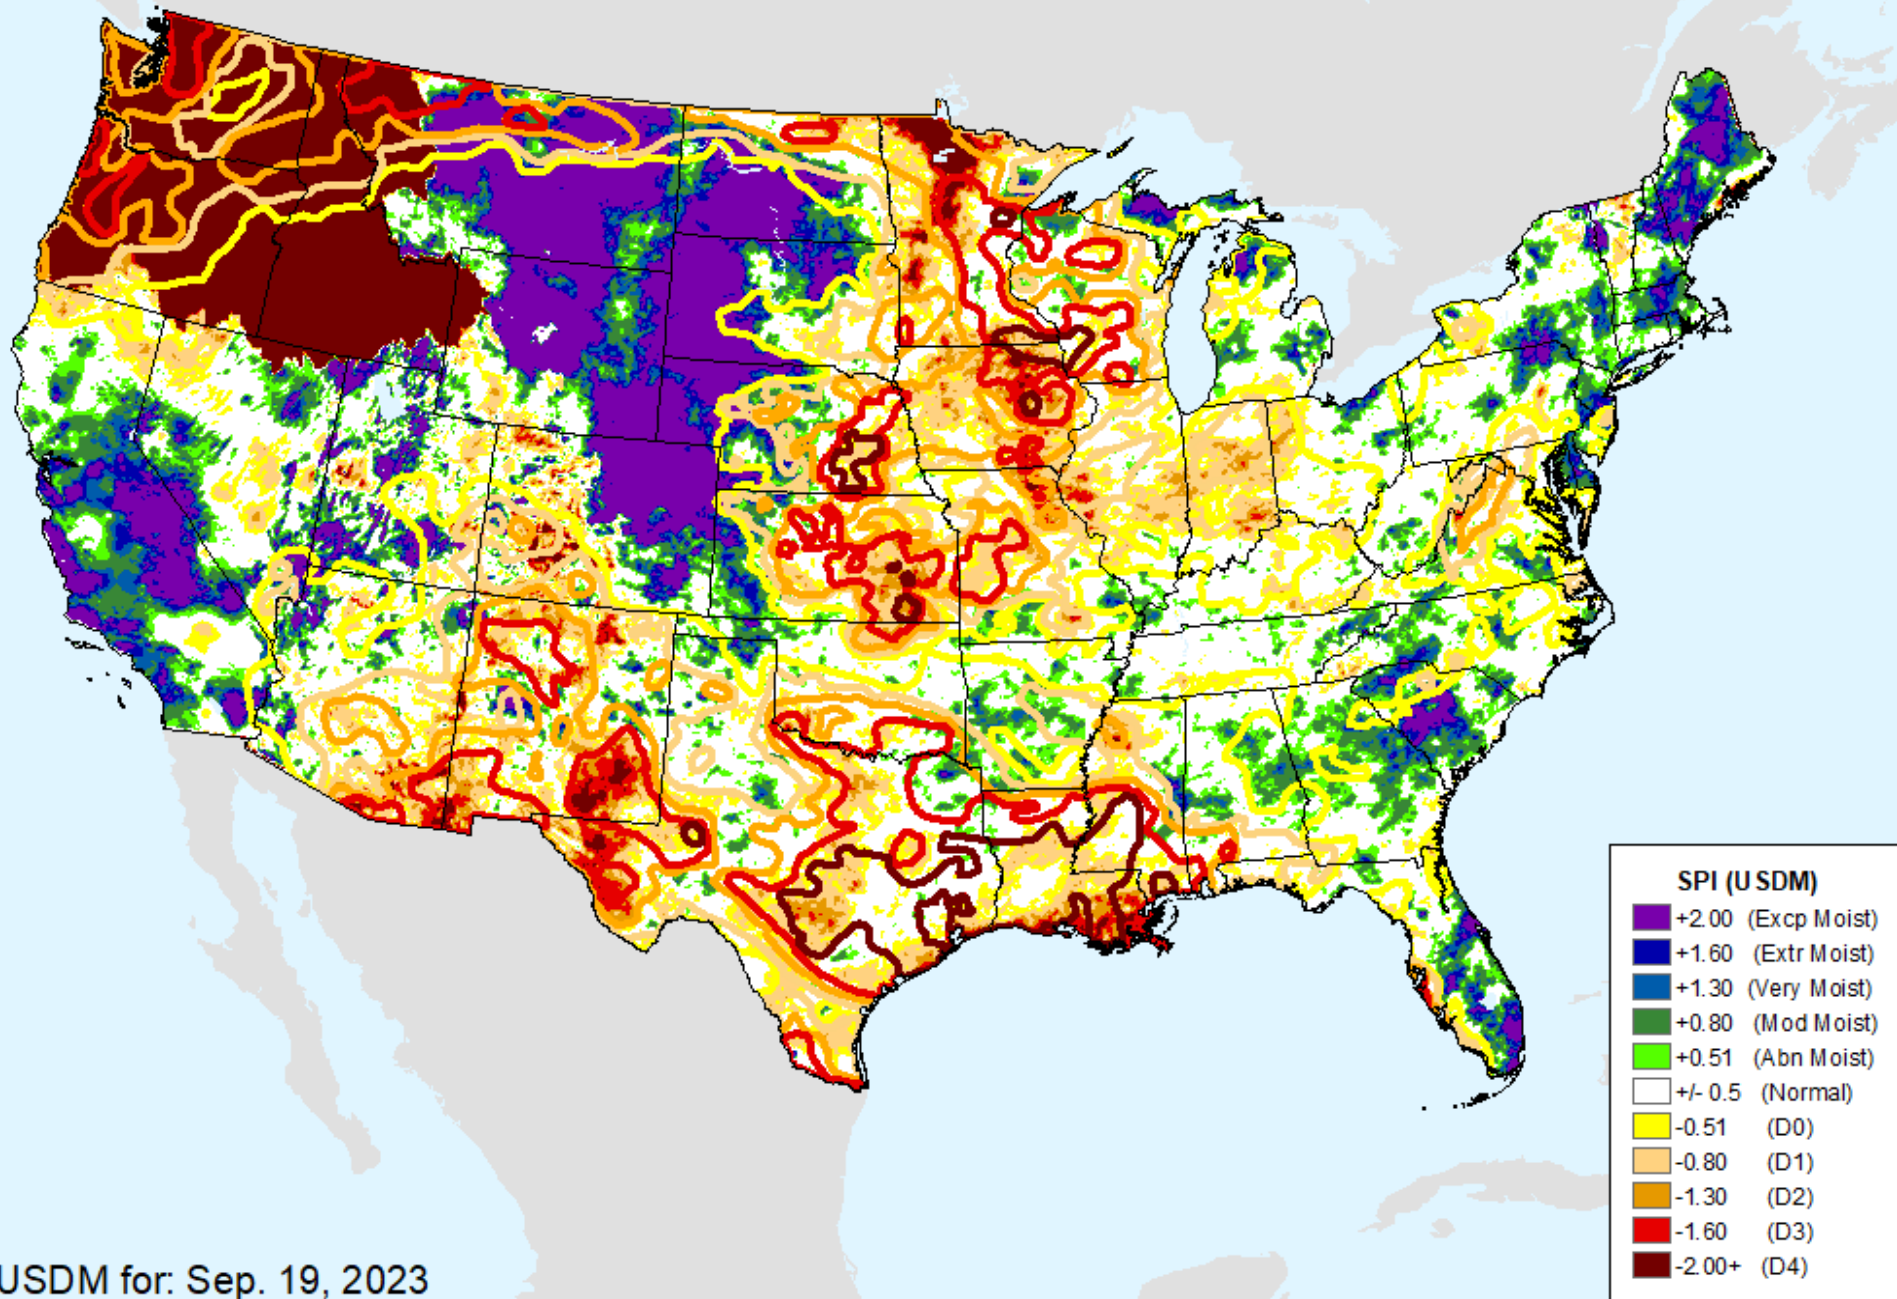 SPI (USDM)
+2.00 (Excp Moist)
+1.60 (Extr Moist)
+1.30 (Very Moist)
+0.80 (Mod Moist)
+0.51 (Abn Moist)
+/- 0.5 (Normal)
-0.51 (D0)
-0.80 (D1)
-1.30 (D2)
-1.60 (D3)
-2.00+ (D4)
USDM for: Sep. 19, 2023